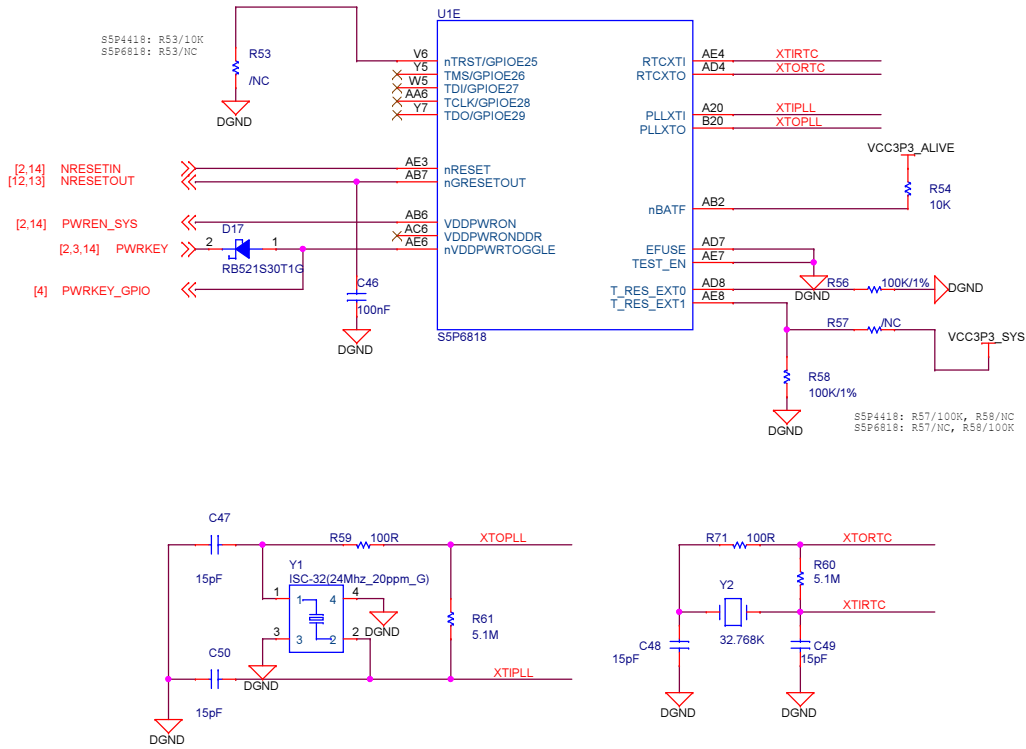 U1E
S5P4418: R53/10K
S5P6818: R53/NC
R53
/NC
DGND
V6
Y5
W5
AA6
Y7
nTRST/GPIOE25
TMS/GPIOE26
TDI/GPIOE27
TCLK/GPIOE28
TDO/GPIOE29
RTCXTI
RTCXTO
AE4
AD4
XTIRTC
XTORTC
PLLXTI
PLLXTO
A20
B20
XTIPLL
XTOPLL
VCC3P3_ALIVE
R54
10K
[2,14] NRESETIN
[12,13] NRESETOUT
AE3
AB7
nRESET
nGRESETOUT
nBATF
AB2
[2,14] PWREN_SYS
[2,3,14] PWRKEY
2
D17
1
RB521S30T1G
AB6
AC6
AE6
VDDPWRON
VDDPWRONDDR
nVDDPWRTOGGLE
EFUSE
TEST_EN
AD7
AE7
DGND
[4] PWRKEY_GPIO
C46
100nF
DGND
T_RES_EXT0
T_RES_EXT1
AD8
AE8
R56
100K/1%
DGND
S5P6818
R57
/NC
VCC3P3_SYS
R58
100K/1%
DGND
S5P4418: R57/100K, R58/NC
S5P6818: R57/NC, R58/100K
C47
15pF
R59
100R
XTOPLL
Y1
ISC-32(24Mhz_20ppm_G)
1
1
4
4
DGND
3
3
2
2
DGND
R61
5.1M
C50
15pF
XTIPLL
DGND
R71
100R
XTORTC
R60
5.1M
Y2
32.768K
XTIRTC
C48
15pF
C49
15pF
DGND
DGND